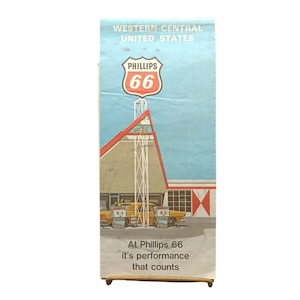 WESTERN-CENTRAL
UNITED STATES
PHILLIPS
66
At Phillips 66
it's performance
that counts